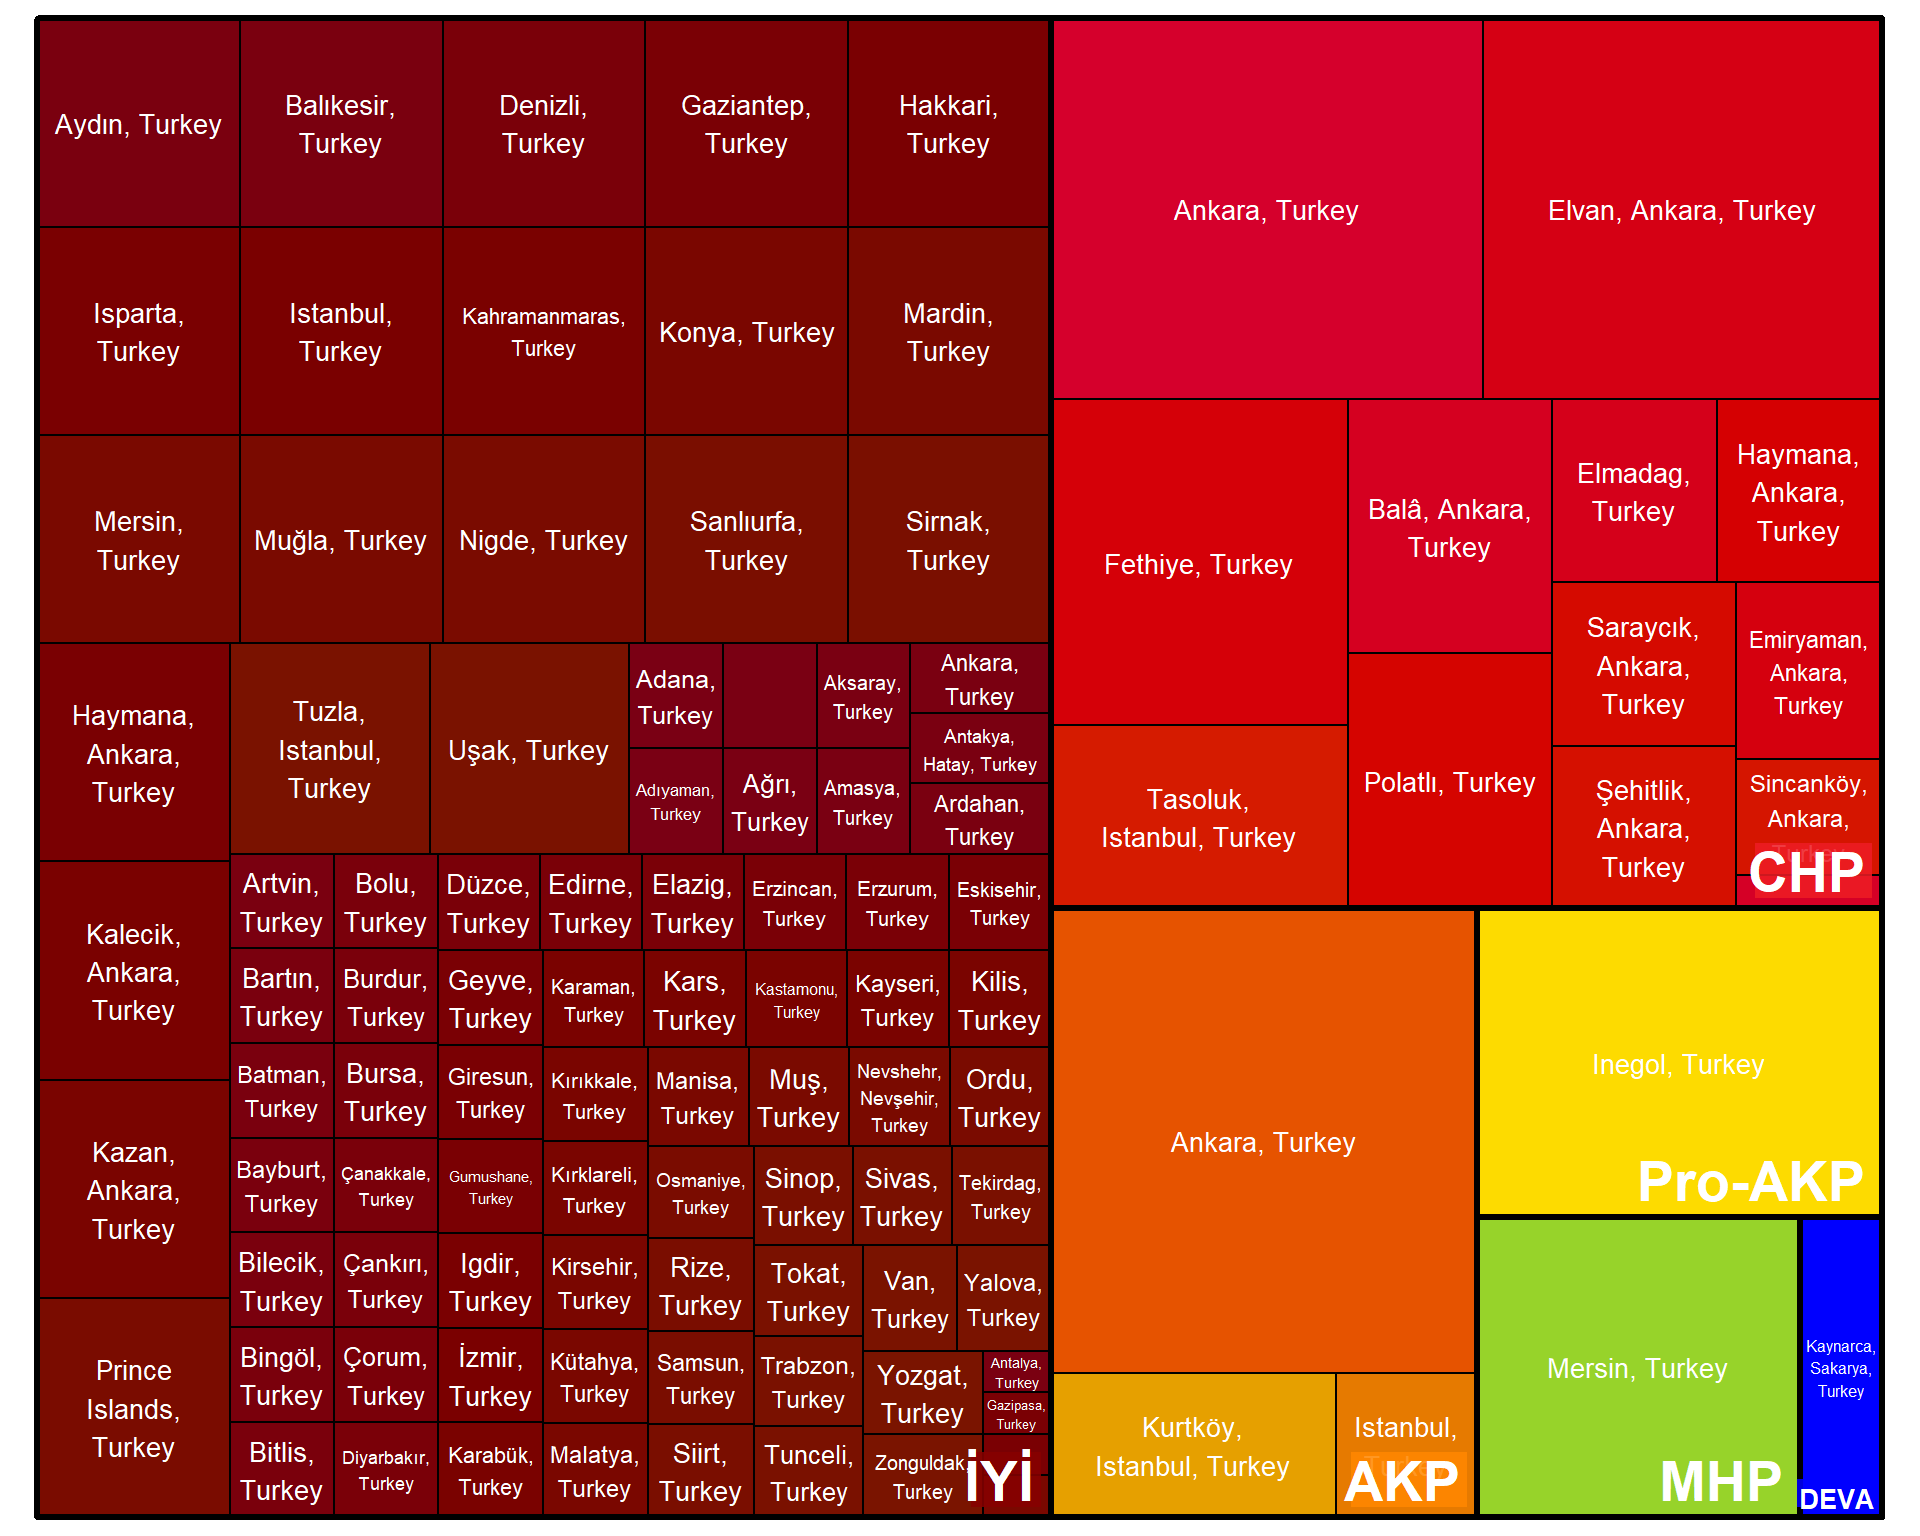 Aydın, Turkey
Balıkesir,
Turkey
Denizli,
Turkey
Gaziantep,
Turkey
Hakkari,
Turkey
Isparta,
Turkey
Istanbul,
Turkey
Kahramanmaras,
Turkey
Konya, Turkey
Mardin,
Turkey
Mersin,
Turkey
Muğla, Turkey
Nigde, Turkey
Sanlıurfa,
Turkey
Sirnak,
Turkey
Haymana,
Ankara,
Turkey
Tuzla,
Istanbul,
Turkey
Uşak, Turkey
Adana,
Turkey
Aksaray,
Turkey
Ankara,
Turkey
Antakya,
Hatay, Turkey
Adıyaman,
Turkey
Ağrı,
Turkey
Amasya,
Turkey
Ardahan,
Turkey
Kalecik,
Ankara,
Turkey
Kazan,
Ankara,
Turkey
Prince
Islands,
Turkey
Artvin,
Turkey
Bolu,
Turkey
Düzce,
Turkey
Edirne,
Turkey
Elazig,
Turkey
Erzincan,
Turkey
Erzurum,
Turkey
Eskisehir,
Turkey
Bartın,
Turkey
Burdur,
Turkey
Geyve,
Turkey
Karaman,
Turkey
Kars,
Turkey
Kastamonu,
Turkey
Kayseri,
Turkey
Kilis,
Turkey
Batman,
Turkey
Bursa,
Turkey
Giresun,
Turkey
Kırıkkale,
Turkey
Manisa,
Turkey
Muş,
Turkey
Nevshehr,
Nevşehir,
Turkey
Ordu,
Turkey
Bayburt,
Turkey
Çanakkale,
Turkey
Gumushane,
Turkey
Kırklareli,
Turkey
Osmaniye,
Turkey
Sinop,
Turkey
Sivas,
Turkey
Tekirdag,
Turkey
Bilecik,
Turkey
Çankırı,
Turkey
Igdir,
Turkey
Kirsehir,
Turkey
Rize,
Turkey
Tokat,
Turkey
Van,
Turkey
Yalova,
Turkey
Bingöl,
Turkey
Çorum,
Turkey
İzmir,
Turkey
Kütahya,
Turkey
Samsun,
Turkey
Trabzon,
Turkey
Yozgat,
Turkey
Antalya,
Turkey
Gazipasa,
Turkey
Bitlis,
Turkey
Diyarbakır,
Turkey
Karabük,
Turkey
Malatya,
Turkey
Siirt,
Turkey
Tunceli,
Turkey
Zonguldak,
Turkey
İYİ
Ankara, Turkey
Elvan, Ankara, Turkey
Fethiye, Turkey
Balâ, Ankara,
Turkey
Elmadag,
Turkey
Haymana,
Ankara,
Turkey
Saraycık,
Ankara,
Turkey
Emiryaman,
Ankara,
Turkey
Tasoluk,
Istanbul, Turkey
Polatlı, Turkey
Şehitlik,
Ankara,
Turkey
Sincanköy,
Ankara,
Turkey
CHP
Ankara, Turkey
Kurtköy,
Istanbul, Turkey
Istanbul,
Turkey
AKP
Inegol, Turkey
Pro-AKP
Mersin, Turkey
MHP
Kaynarca,
Sakarya,
Turkey
DEVA